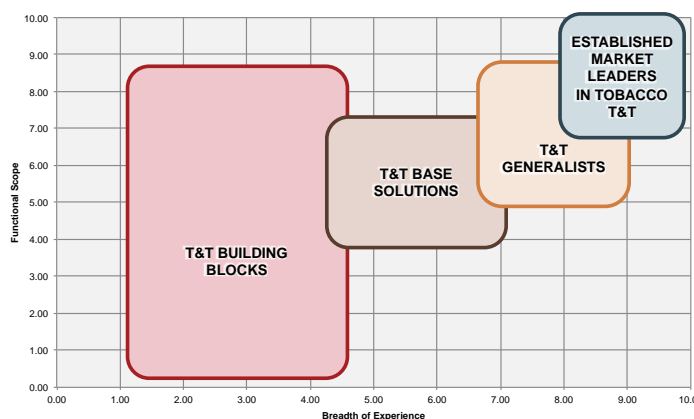 10.00
9.00
8.00
7.00
6.00
5.00
4.00
3.00
2.00
1.00
0.00
Functional Scope
ESTABLISHED
MARKET
LEADERS
IN TOBACCO
T&T
T&T
GENERALISTS
T&T BASE
SOLUTIONS
T&T BUILDING
BLOCKS
0.00 1.00 2.00 3.00 4.00 5.00 6.00 7.00 8.00 9.00 10.0
Breadth of Experience